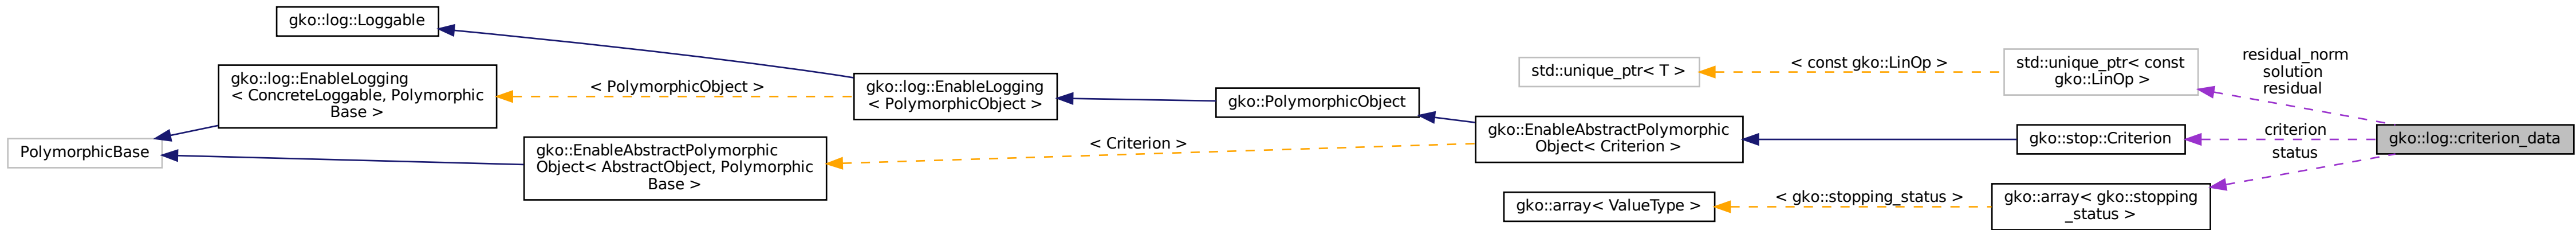 gko::log::Loggable
gko::log::EnableLogging
< ConcreteLoggable, Polymorphic
Base >
PolymorphicBase
gko::EnableAbstractPolymorphic
Object< AbstractObject, Polymorphic
Base >
< PolymorphicObject >
gko::log::EnableLogging
< PolymorphicObject >
gko::PolymorphicObject
< Criterion >
gko::EnableAbstractPolymorphic
Object< Criterion >
std::unique_ptr< T >
< const gko::LinOp >
std::unique_ptr< const
gko::LinOp >
gko::stop::Criterion
gko::array< ValueType >
< gko::stopping_status >
gko::array< gko::stopping
_status >
residual_norm
solution
residual
criterion
status
gko::log::criterion_data